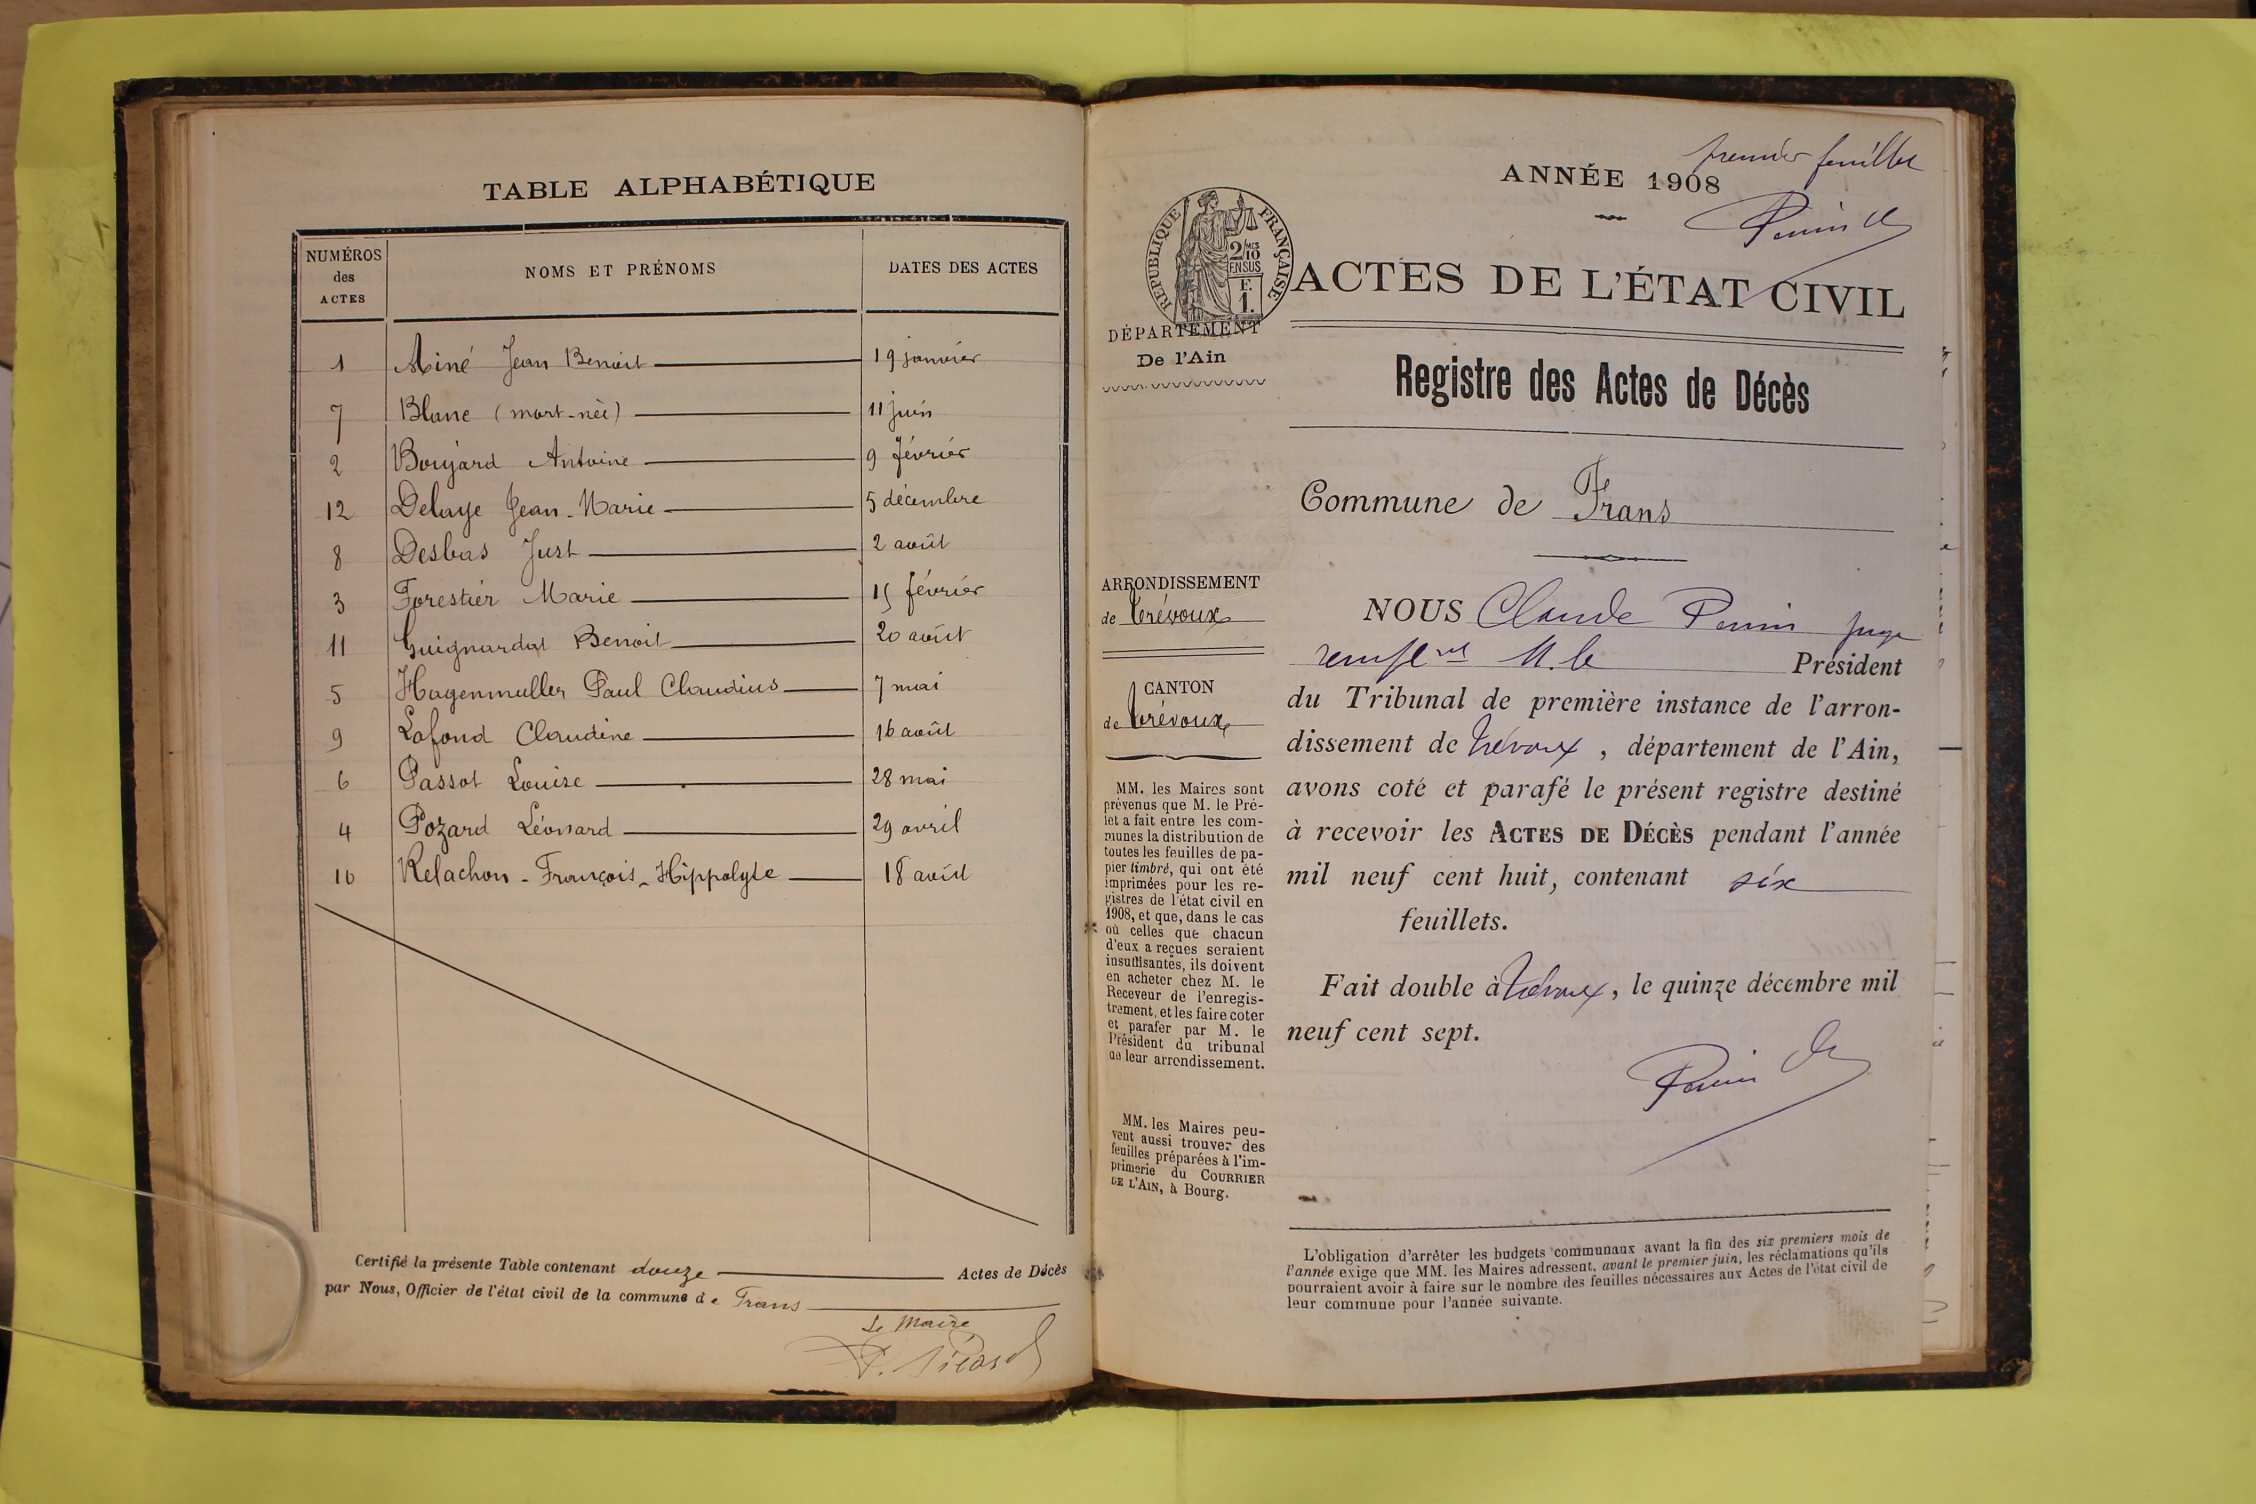 TABLE ALPHABÉTIQUE
NUMÉROS des ACTES NOMS ET PRÉNOMS DATES DES ACTES
1 Aîné Jean Benoit 19 janvier
7 Blanc (mort-né) 11 juin
2 Boujard Antoine 9 février
12 Delaye Jean-Marie 5 décembre
8 Desbas Just 2 août
3 Forestier Marie 15 février
11 Guignardat Benoit 20 août
5 Hagenmuller Paul Claudius 7 mai
9 Lafond Claudine 16 août
6 Passot Louise 28 mai
4 Pozard Léonard 29 avril
10 Relachon-François-Hippolyte 18 août
Certifié la présente Table contenant douze Actes de Décès
par Nous, Officier de l'état civil de la commune de Frans
Le Maire
premier feuillet
ANNÉE 1908
RÉPUBLIQUE FRANÇAISE
2/10 MES
EN SUS
F.
1.
ACTES DE L'ÉTAT CIVIL
DÉPARTEMENT
De l'Ain
Registre des Actes de Décès
Commune de Frans
ARRONDISSEMENT
de Trévoux
CANTON
de Trévoux
MM. les Maires sont
prévenus que M. le Pré-
fet a fait entre les com-
munes la distribution de
toutes les feuilles de pa-
pier timbré, qui ont été
imprimées pour les re-
gistres de l'état civil en
1908, et que, dans le cas
où celles que chacun
d'eux a reçues seraient
insuffisantes, ils doivent
en acheter chez M. le
Receveur de l'enregis-
trement, et les faire coter
et parafer par M. le
Président du tribunal
de leur arrondissement.
MM. les Maires peu-
vent aussi trouver des
feuilles préparées à l'im-
primerie du COURRIER
DE L'AIN, à Bourg.
NOUS Claude Perrin juge
rempl<sup>nt</sup> M. le Président
du Tribunal de première instance de l'arron-
dissement de Trévoux, département de l'Ain,
avons coté et parafé le présent registre destiné
à recevoir les ACTES DE DÉCÈS pendant l'année
mil neuf cent huit, contenant six
feuillets.
Fait double à Trévoux, le quinze décembre mil
neuf cent sept.
Perrin
L'obligation d'arrêter les budgets communaux avant la fin des six premiers mois de
l'année exige que MM. les Maires adressent, avant le premier juin, les réclamations qu'ils
pourraient avoir à faire sur le nombre des feuilles nécessaires aux Actes de l'état civil de
leur commune pour l'année suivante.